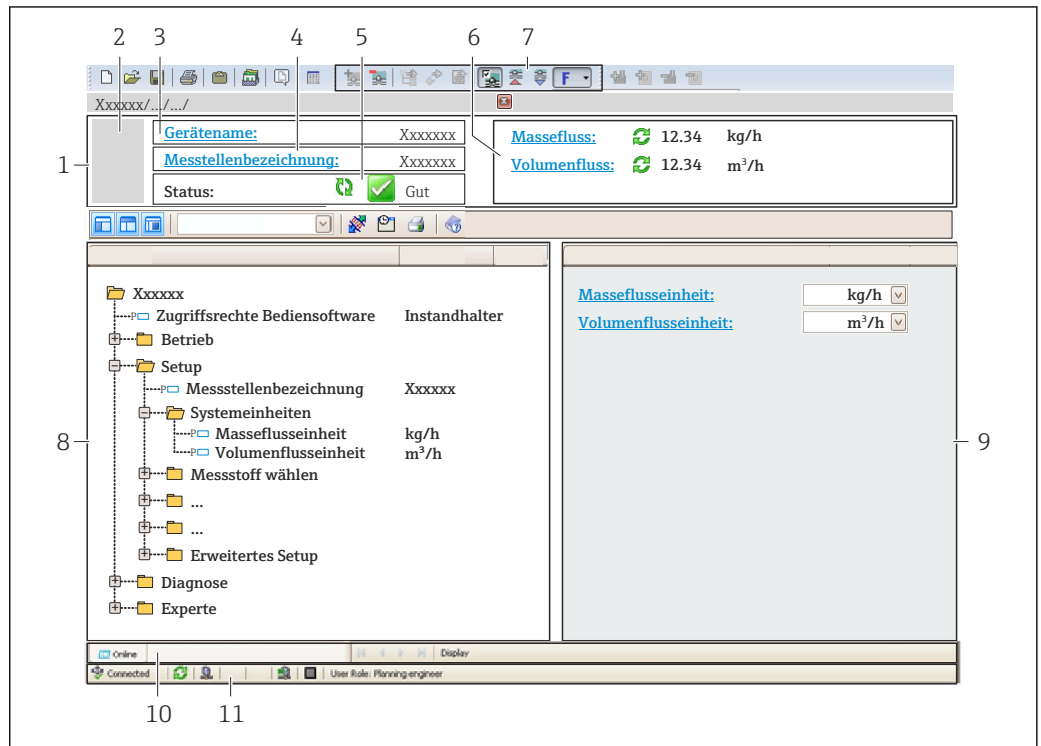 2 3 4 5 6 7
F
Xxxxxx/.../.../
1
Gerätename: Xxxxxxx
Messtellenbezeichnung: Xxxxxxx
Status: Gut
Massefluss: 12.34 kg/h
Volumenfluss: 12.34 m³/h
Xxxxxx
P Zugriffsrechte Bediensoftware Instandhalter
Betrieb
Setup
P Messstellenbezeichnung Xxxxxx
Systemeinheiten
P Masseflusseinheit kg/h
P Volumenflusseinheit m³/h
Messstoff wählen
...
...
Erweitertes Setup
Diagnose
Experte
8
Masseflusseinheit: kg/h
Volumenflusseinheit: m³/h
9
Online Display
Connected User Role: Planning engineer
10 11